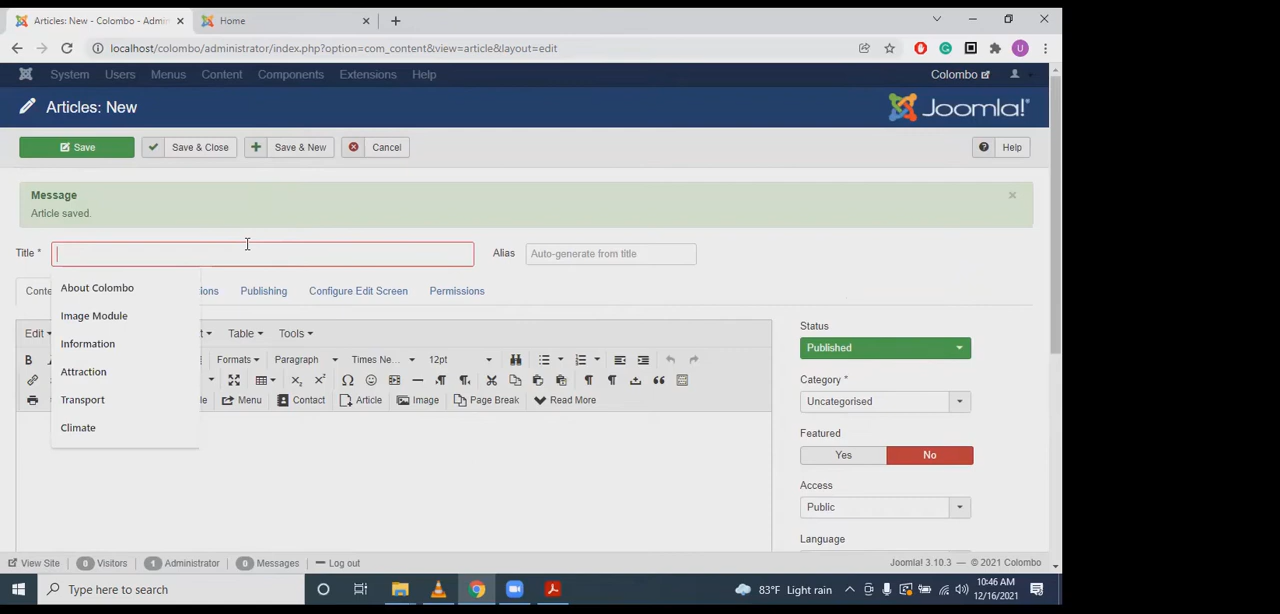 Articles: New - Colombo - Admin
Home
localhost/colombo/administrator/index.php?option=com_content&view=article&layout=edit
U
System Users Menus Content Components Extensions Help
Colombo
Articles: New
Joomla!®
Save
Save & Close
Save & New
Cancel
Help
Message
Article saved.
Title *
Alias
Auto-generate from title
About Colombo
Image Module
Information
Attraction
Transport
Climate
Publishing
Configure Edit Screen
Permissions
Edit
Table
Tools
B
Formats
Paragraph
Times Ne...
12pt
Menu
Contact
Article
Image
Page Break
Read More
Status
Published
Category *
Uncategorised
Featured
Yes
No
Access
Public
Language
View Site
0 Visitors
1 Administrator
0 Messages
Log out
Joomla! 3.10.3 — © 2021 Colombo
Type here to search
83°F Light rain
10:46 AM
12/16/2021